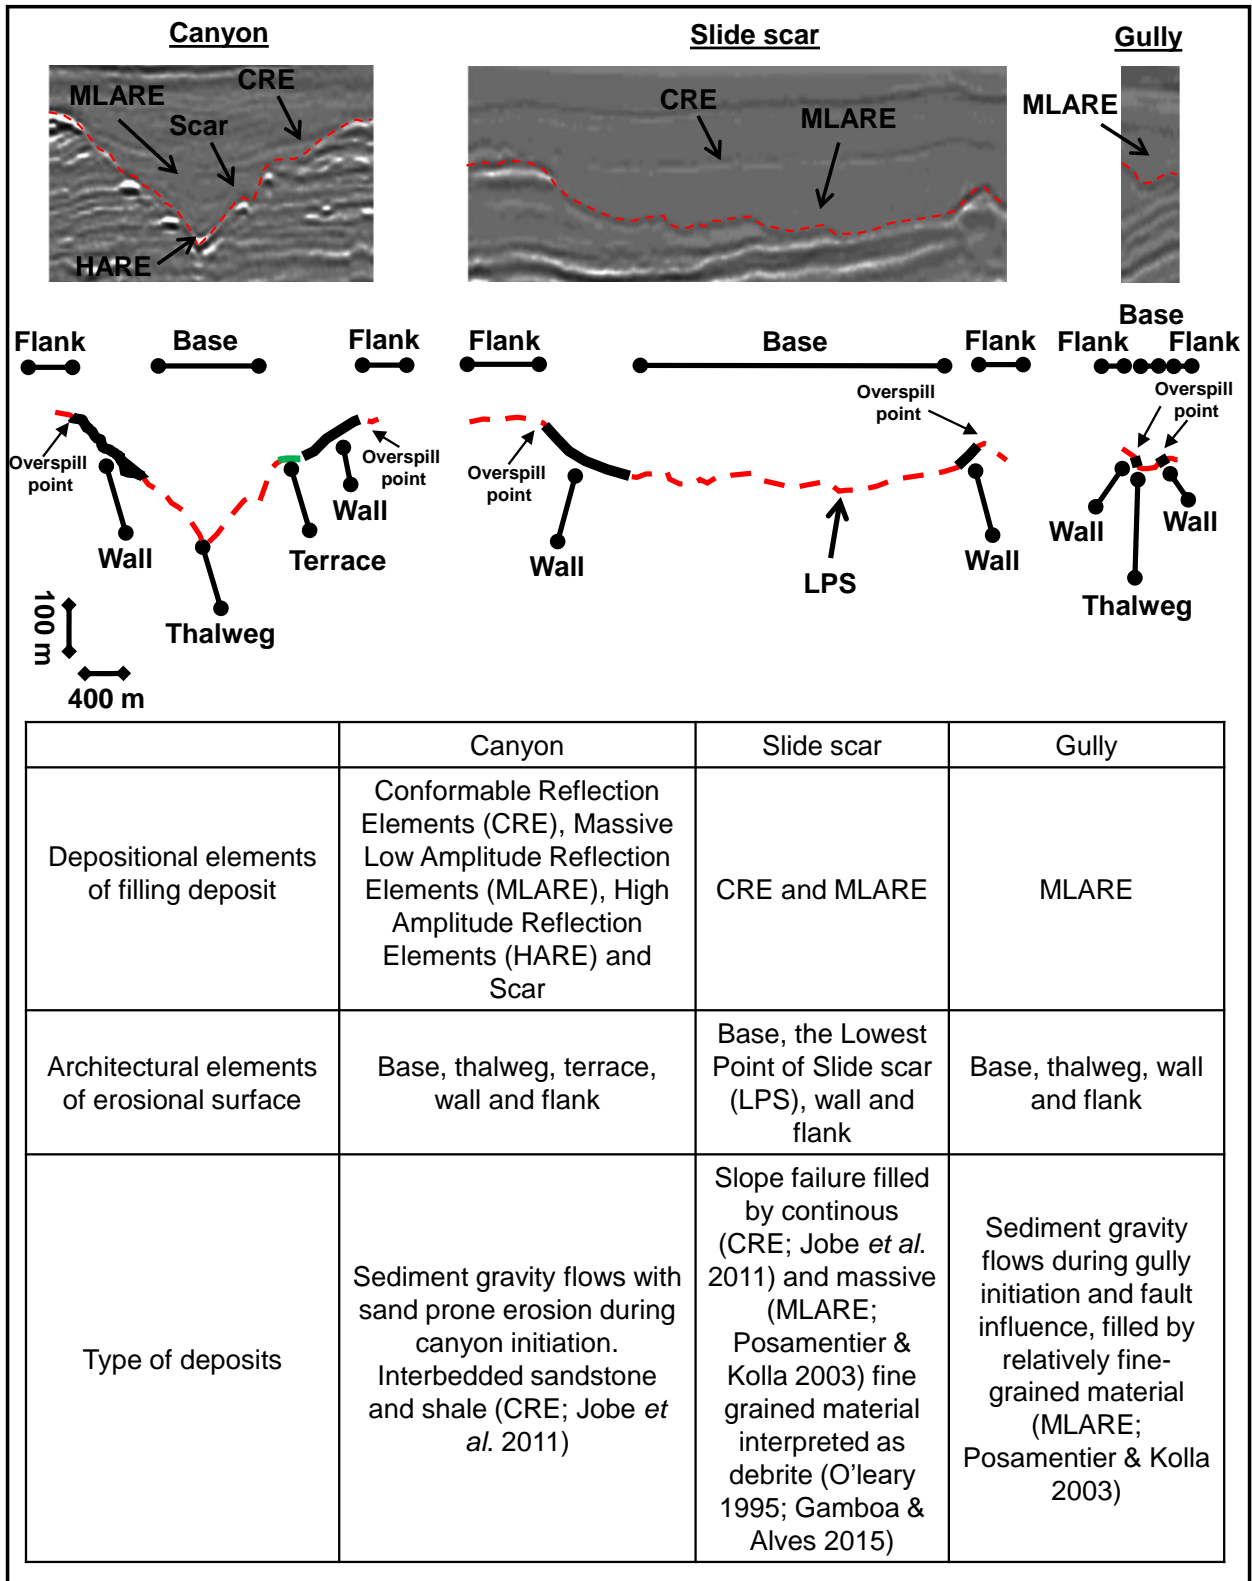 Canyon
Slide scar
Gully
CRE
MLARE
Scar
HARE
CRE
MLARE
MLARE
Flank
Base
Flank
Flank
Base
Flank
Base
Flank
Flank
Overspill
point
Overspill
point
Wall
Wall
Terrace
Thalweg
Overspill
point
Overspill
point
Wall
LPS
Wall
Overspill
point
Wall
Wall
Thalweg
100 m
400 m
Canyon
Slide scar
Gully
Depositional elements
of filling deposit
Conformable Reflection
Elements (CRE), Massive
Low Amplitude Reflection
Elements (MLARE), High
Amplitude Reflection
Elements (HARE) and
Scar
CRE and MLARE
MLARE
Architectural elements
of erosional surface
Base, thalweg, terrace,
wall and flank
Base, the Lowest
Point of Slide scar
(LPS), wall and
flank
Base, thalweg, wall
and flank
Type of deposits
Sediment gravity flows with
sand prone erosion during
canyon initiation.
Interbedded sandstone
and shale (CRE; Jobe et
al. 2011)
Slope failure filled
by continous
(CRE; Jobe et al.
2011) and massive
(MLARE;
Posamentier &
Kolla 2003) fine
grained material
interpreted as
debrite (O'leary
1995; Gamboa &
Alves 2015)
Sediment gravity
flows during gully
initiation and fault
influence, filled by
relatively fine-
grained material
(MLARE;
Posamentier & Kolla
2003)